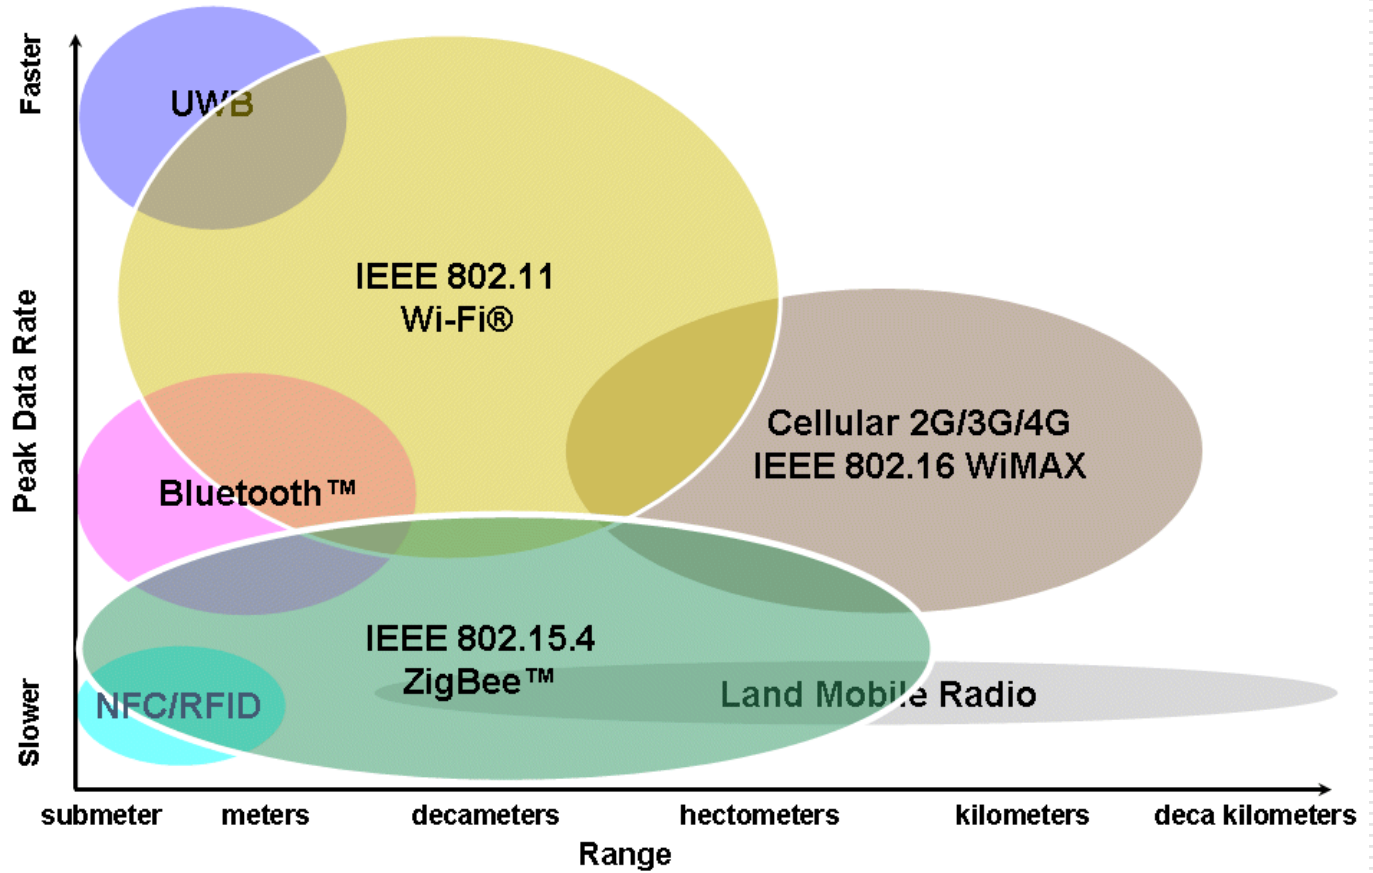 Faster
UWB
IEEE 802.11
Wi-Fi®
Peak Data Rate
Cellular 2G/3G/4G
IEEE 802.16 WiMAX
Bluetooth™
IEEE 802.15.4
ZigBee™
NFC/RFID
Land Mobile Radio
Slower
submeter meters decameters hectometers kilometers deca kilometers
Range